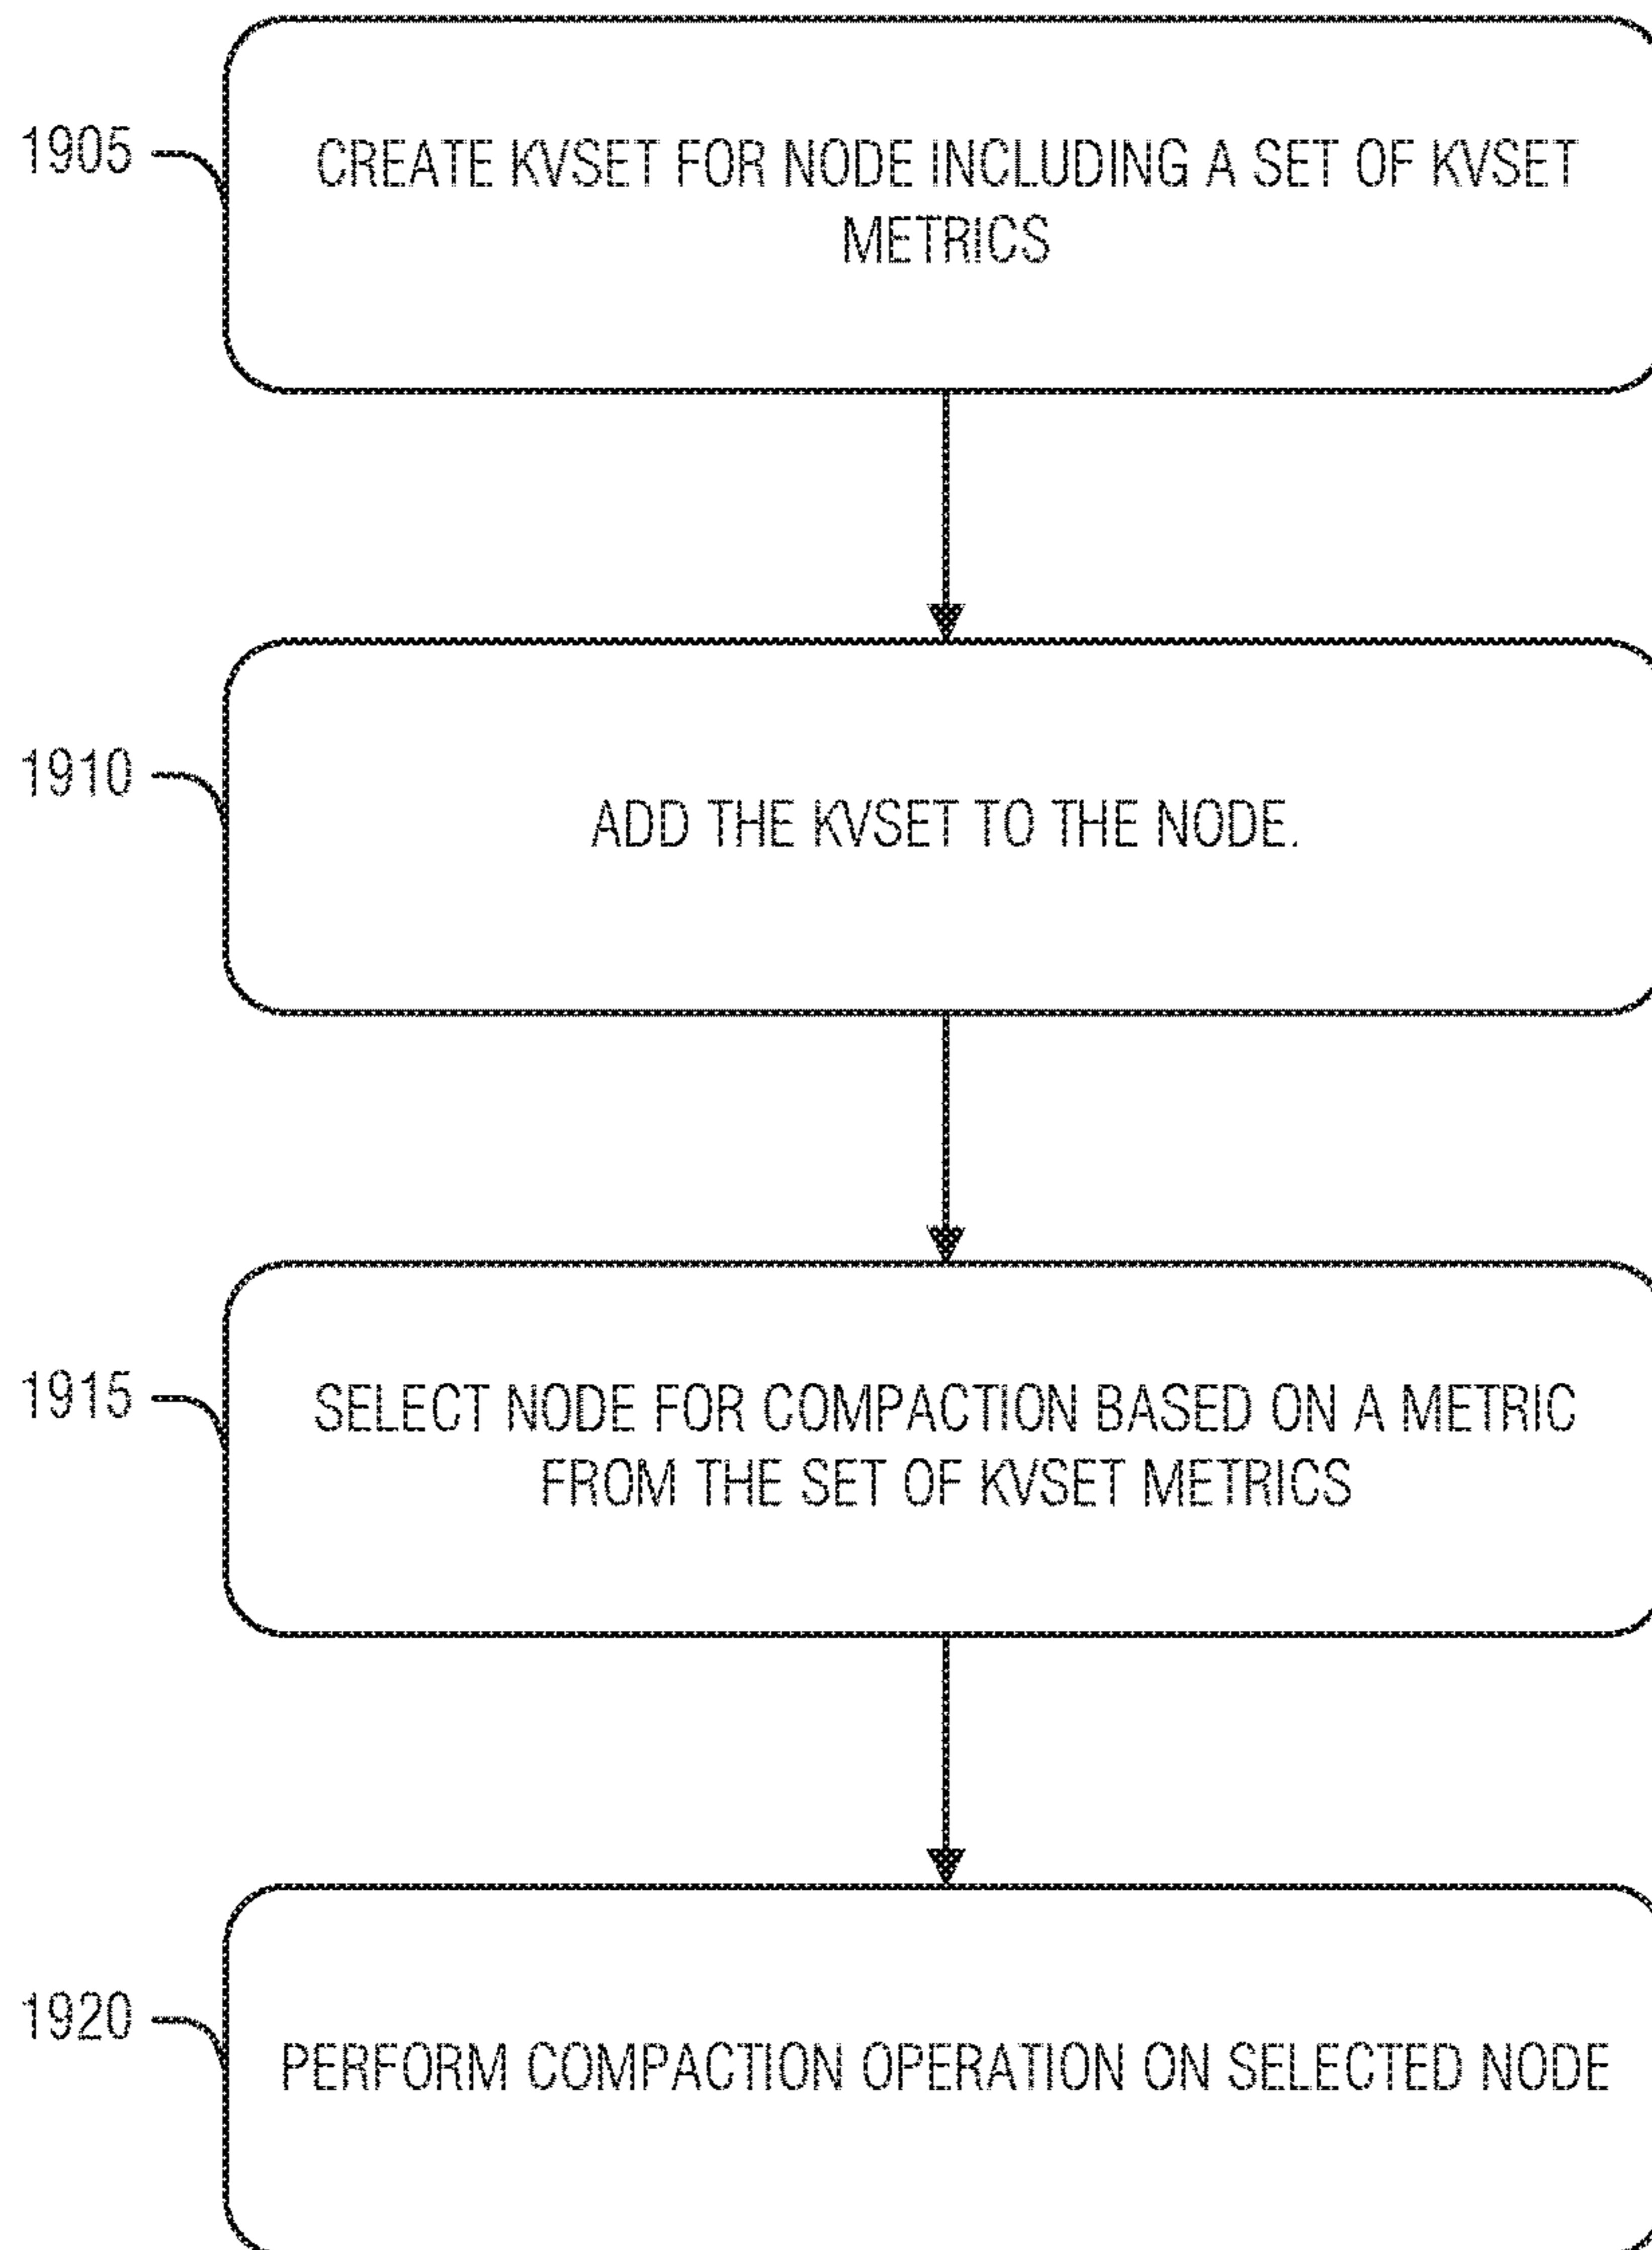 1905
CREATE KVSET FOR NODE INCLUDING A SET OF KVSET
METRICS
1910
ADD THE KVSET TO THE NODE.
1915
SELECT NODE FOR COMPACTION BASED ON A METRIC
FROM THE SET OF KVSET METRICS
1920
PERFORM COMPACTION OPERATION ON SELECTED NODE